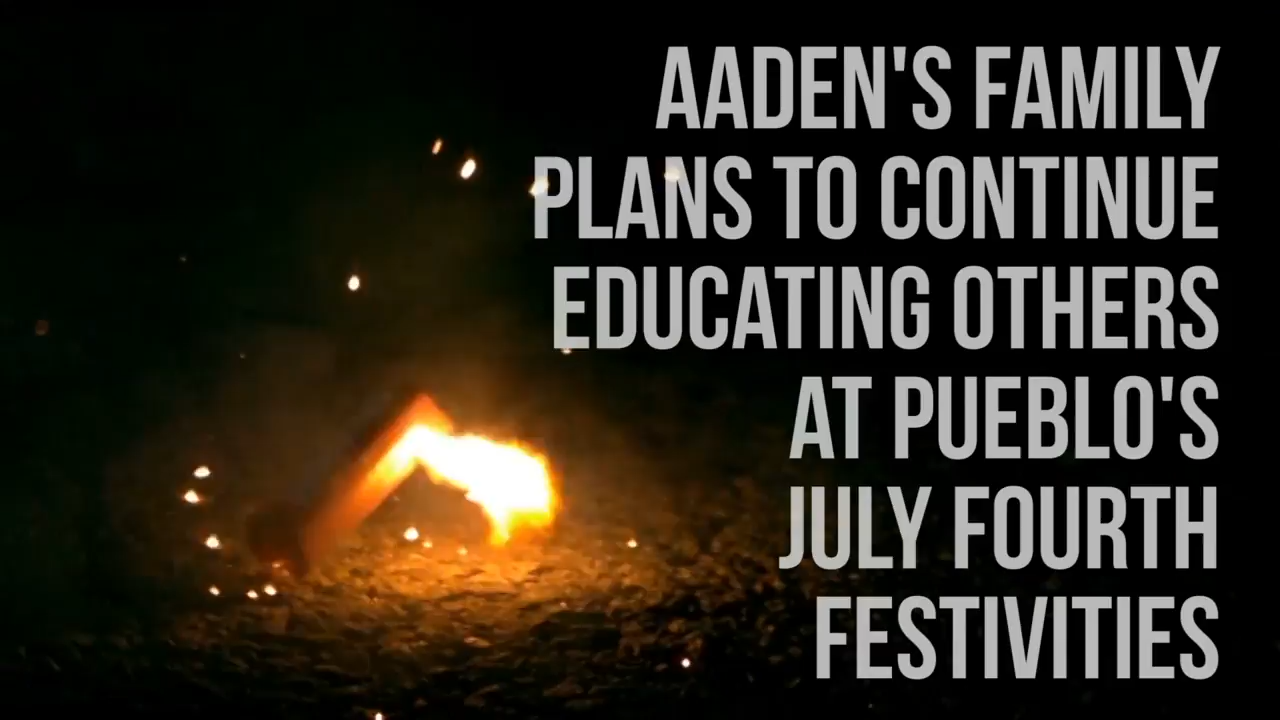 AADEN'S FAMILY
PLANS TO CONTINUE
EDUCATING OTHERS
AT PUEBLO'S
JULY FOURTH
FESTIVITIES